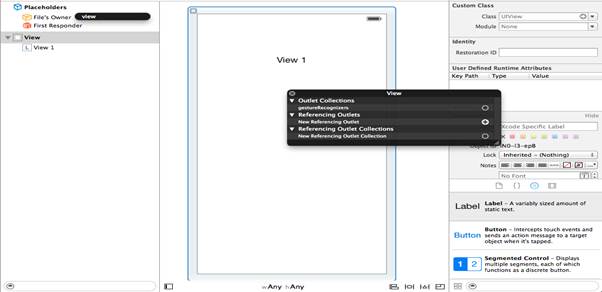 Placeholders
File's Owner
view
First Responder
View
View 1
View 1
View
Outlet Collections
gestureRecognizers
Referencing Outlets
New Referencing Outlet
Referencing Outlet Collections
New Referencing Outlet Collection
wAny hAny
Custom Class
Class UIView
Module None
Identity
Restoration ID
User Defined Runtime Attributes
Key Path Type Value
Hide
Xcode Specific Label
iN0-l3-epB
Lock Inherited - (Nothing)
Notes
No Font
Label Label - A variably sized amount of
static text.
Button Button - Intercepts touch events and
sends an action message to a target
object when it's tapped.
1 2 Segmented Control - Displays
multiple segments, each of which
functions as a discrete button.